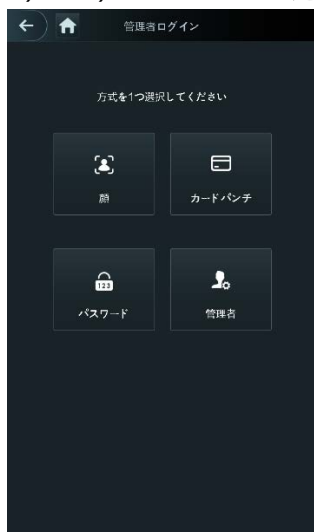 管理者ログイン
方式を1つ選択してください
顔
カードパンチ
123
パスワード
管理者